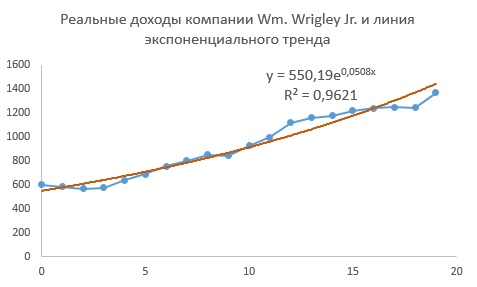 Реальные доходы компании Wm. Wrigley Jr. и линия
экспоненциального тренда
y = 550,19e^0,0508x
R² = 0,9621
1600
1400
1200
1000
800
600
400
200
0
0 5 10 15 20